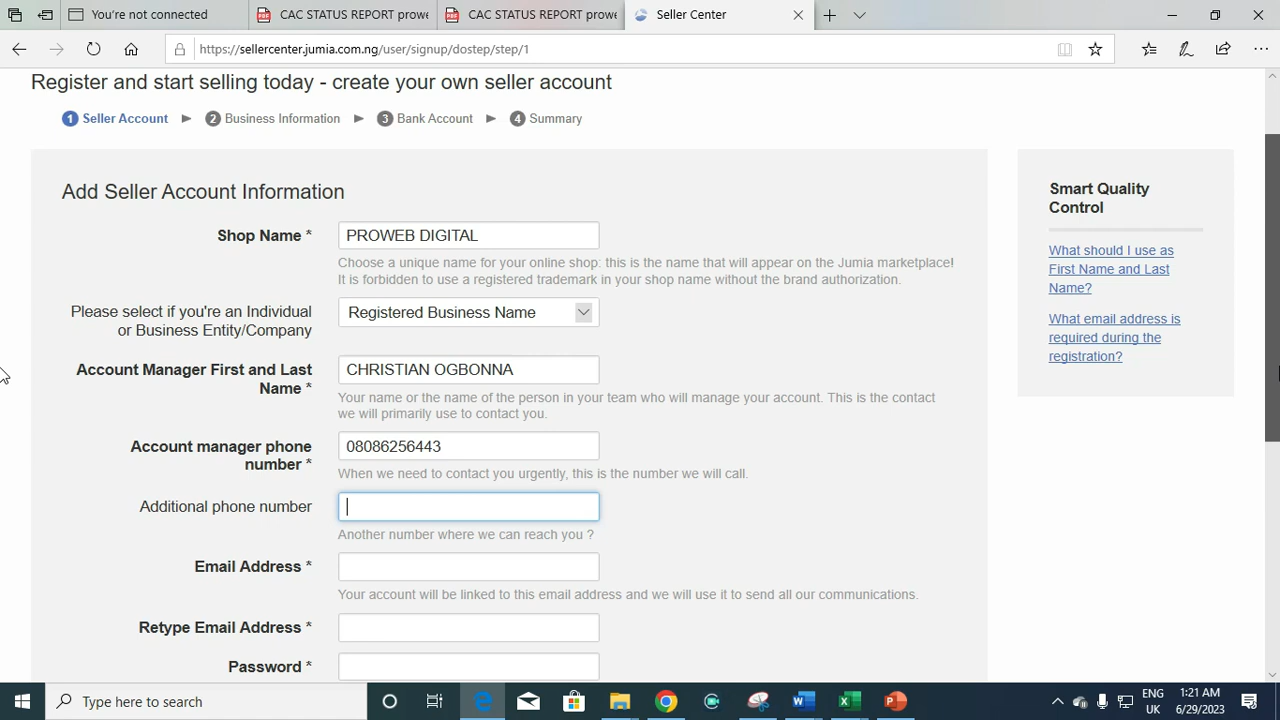 You're not connected
CAC STATUS REPORT prowe
CAC STATUS REPORT prowe
Seller Center
https://sellercenter.jumia.com.ng/user/signup/dostep/step/1
Register and start selling today - create your own seller account
1 Seller Account
2 Business Information
3 Bank Account
4 Summary
Add Seller Account Information
Shop Name *
PROWEB DIGITAL
Choose a unique name for your online shop: this is the name that will appear on the Jumia marketplace!
It is forbidden to use a registered trademark in your shop name without the brand authorization.
Please select if you're an Individual
or Business Entity/Company
Registered Business Name
Account Manager First and Last
Name *
CHRISTIAN OGBONNA
Your name or the name of the person in your team who will manage your account. This is the contact
we will primarily use to contact you.
Account manager phone
number *
08086256443
When we need to contact you urgently, this is the number we will call.
Additional phone number
Another number where we can reach you ?
Email Address *
Your account will be linked to this email address and we will use it to send all our communications.
Retype Email Address *
Password *
Smart Quality
Control
What should I use as
First Name and Last
Name?
What email address is
required during the
registration?
Type here to search
ENG
UK
1:21 AM
6/29/2023